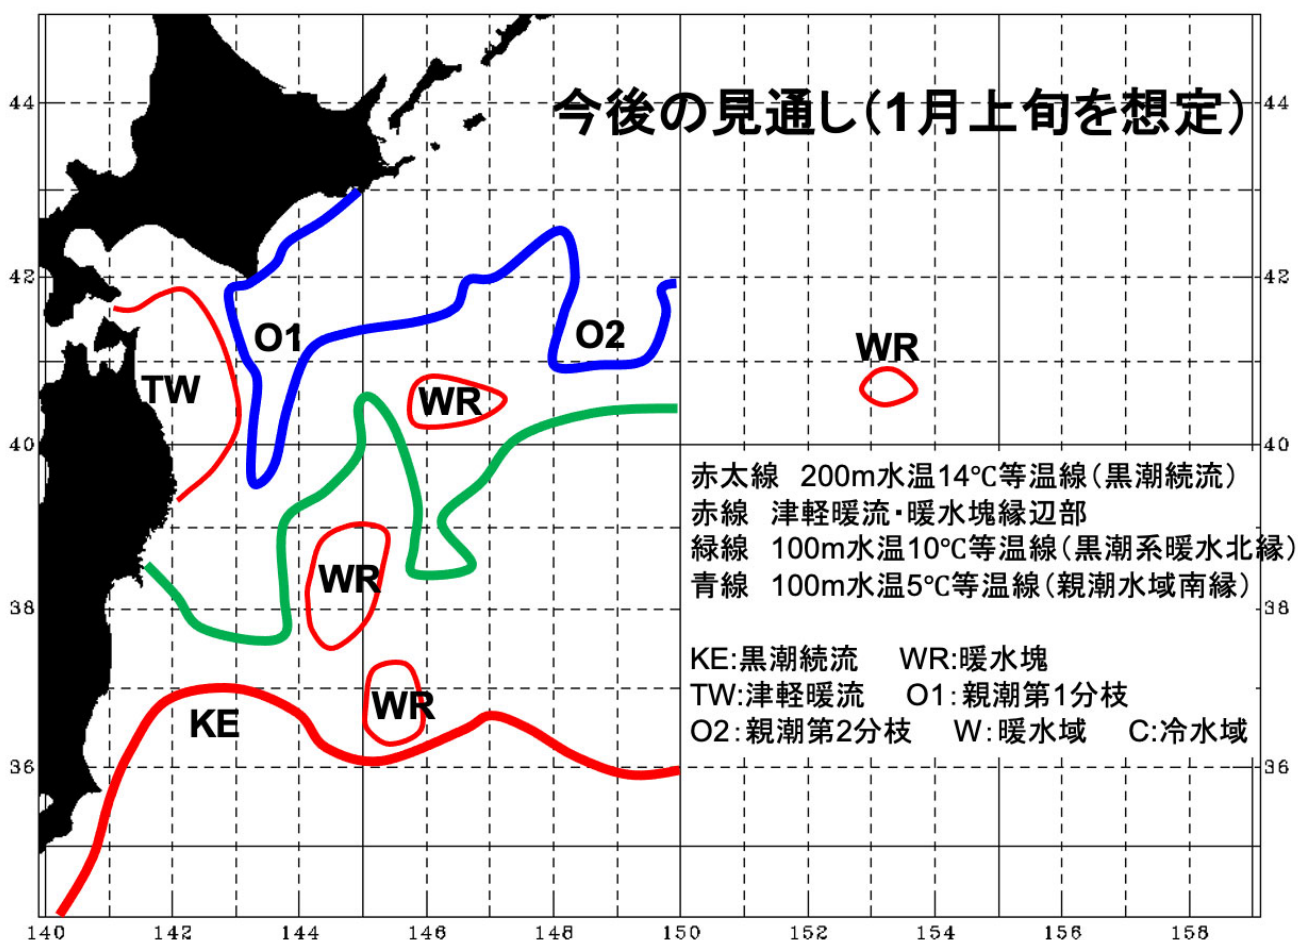 今後の見通し(1月上旬を想定)
44 44
42 42
O1 O2 WR
TW WR
40 40
赤太線 200m水温14℃等温線(黒潮続流)
赤線 津軽暖流・暖水塊縁辺部
緑線 100m水温10℃等温線(黒潮系暖水北縁)
青線 100m水温5℃等温線(親潮水域南縁)
WR
38 38
KE:黒潮続流 WR:暖水塊
TW:津軽暖流 O1:親潮第1分枝
O2:親潮第2分枝 W:暖水域 C:冷水域
KE WR
36 36
140 142 144 146 148 150 152 154 156 158